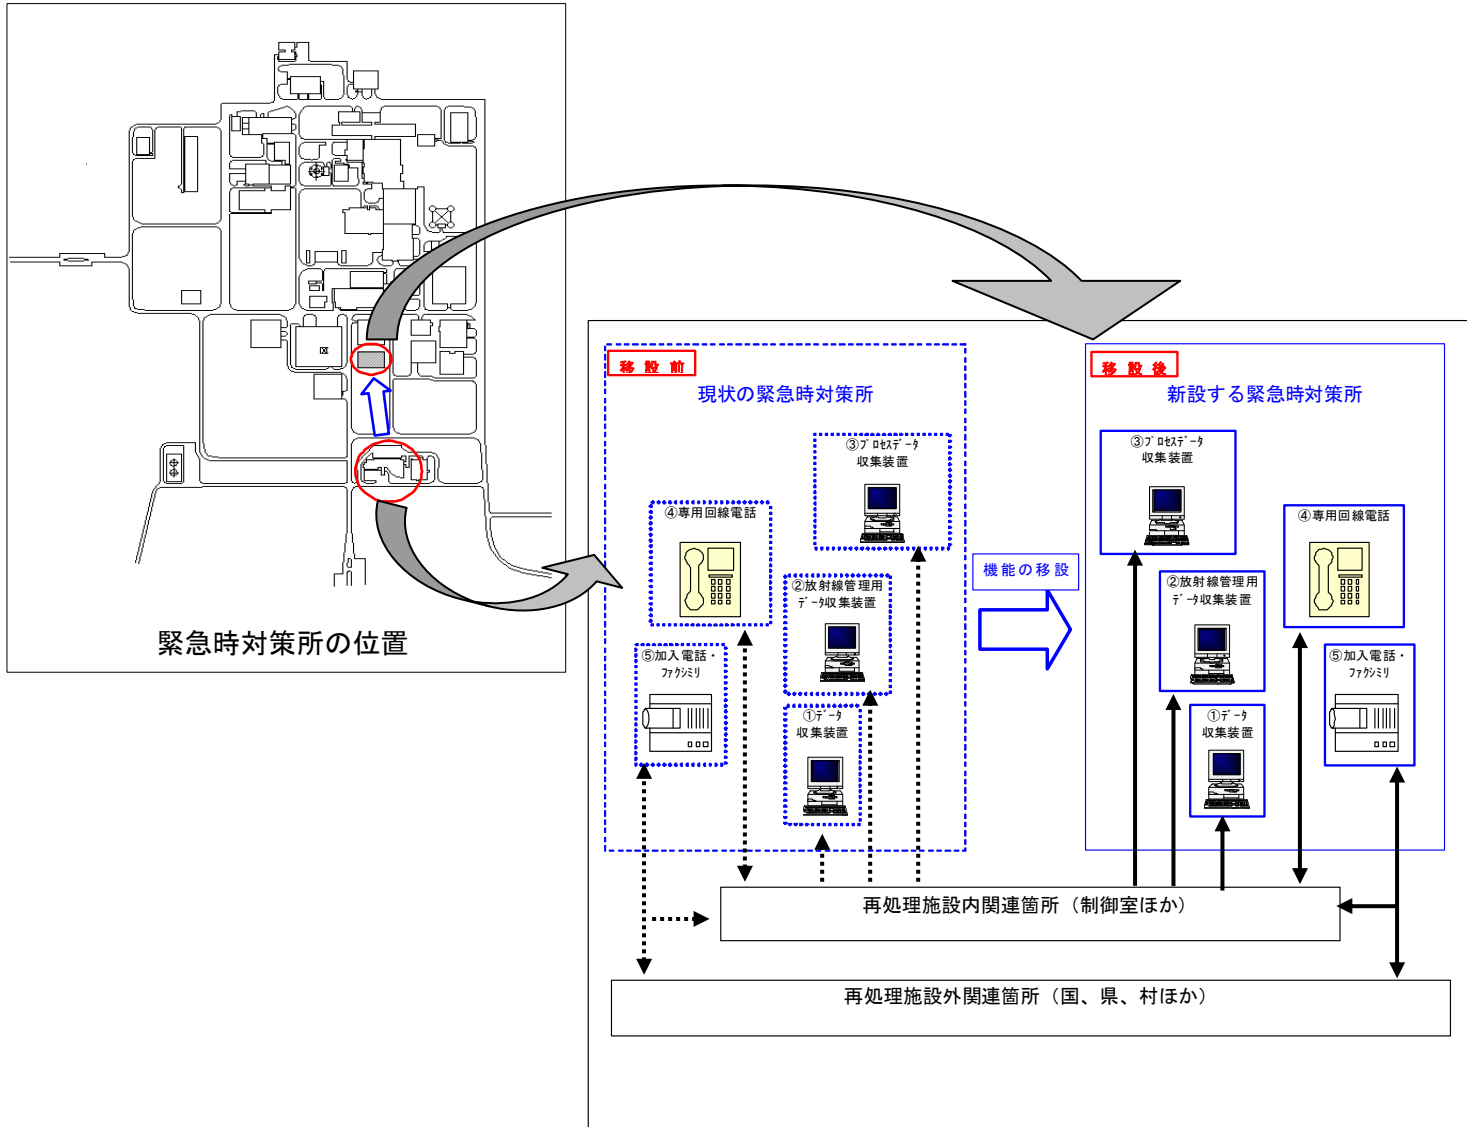 緊急時対策所の位置
移設前
現状の緊急時対策所
③ﾌﾟﾛｾｽﾃﾞｰﾀ
収集装置
④専用回線電話
②放射線管理用
ﾃﾞｰﾀ収集装置
⑤加入電話・
ﾌｧｸｼﾐﾘ
①ﾃﾞｰﾀ
収集装置
機能の移設
移設後
新設する緊急時対策所
③ﾌﾟﾛｾｽﾃﾞｰﾀ
収集装置
④専用回線電話
②放射線管理用
ﾃﾞｰﾀ収集装置
⑤加入電話・
ﾌｧｸｼﾐﾘ
①ﾃﾞｰﾀ
収集装置
再処理施設内関連箇所（制御室ほか）
再処理施設外関連箇所（国、県、村ほか）